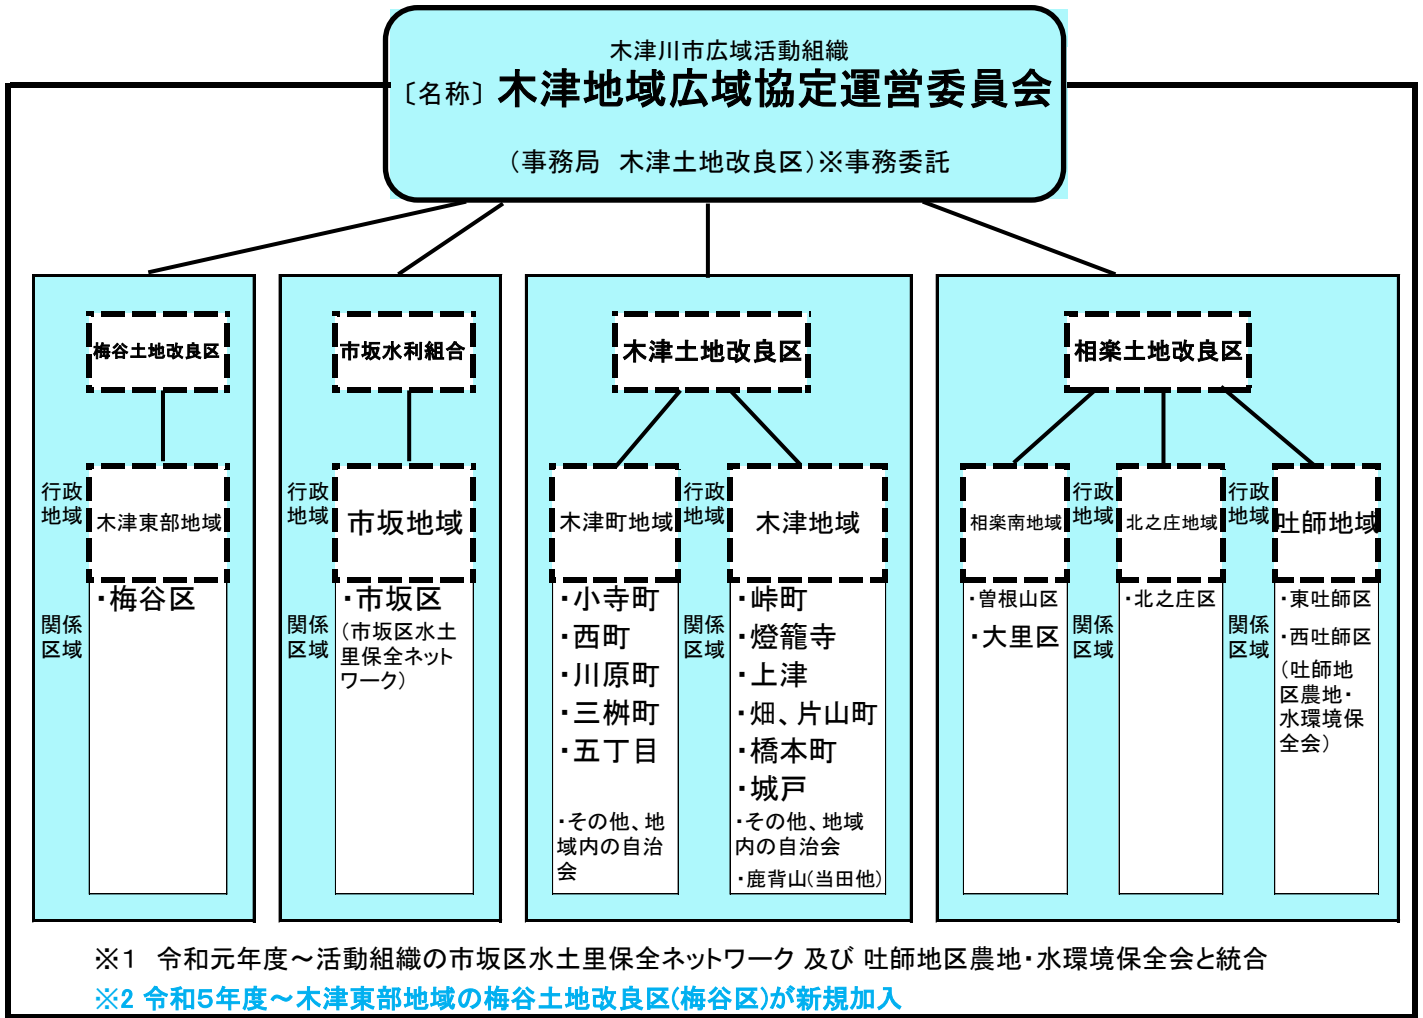 木津川市広域活動組織
〔名称〕 木津地域広域協定運営委員会
（事務局　木津土地改良区）※事務委託
梅谷土地改良区
行政
地域
木津東部地域
関係
区域
・梅谷区
市坂水利組合
行政
地域
市坂地域
関係
区域
・市坂区
（市坂区水土
里保全ネット
ワーク）
木津土地改良区
木津町地域
・小寺町
・西町
・川原町
・三桝町
・五丁目
・その他、地
域内の自治
会
行政
地域
関係
区域
木津地域
・峠町
・燈籠寺
・上津
・畑、片山町
・橋本町
・城戸
・その他、地域
内の自治会
・鹿背山(当田他)
相楽土地改良区
相楽南地域
・曽根山区
・大里区
行政
地域
関係
区域
北之庄地域
・北之庄区
行政
地域
関係
区域
吐師地域
・東吐師区
・西吐師区
（吐師地
区農地・
水環境保
全会）
※１　令和元年度～活動組織の市坂区水土里保全ネットワーク 及び 吐師地区農地・水環境保全会と統合
※2 令和５年度～木津東部地域の梅谷土地改良区(梅谷区)が新規加入